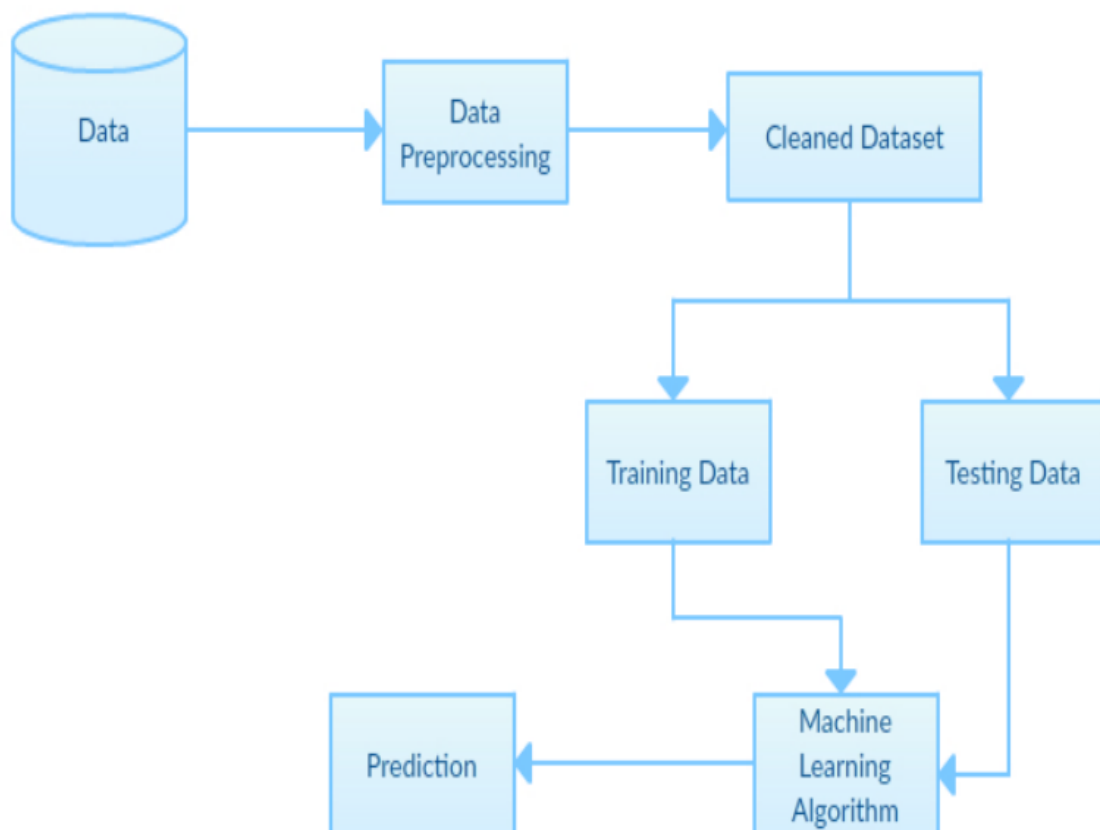 Data
Data
Preprocessing
Cleaned Dataset
Training Data
Testing Data
Machine
Learning
Algorithm
Prediction